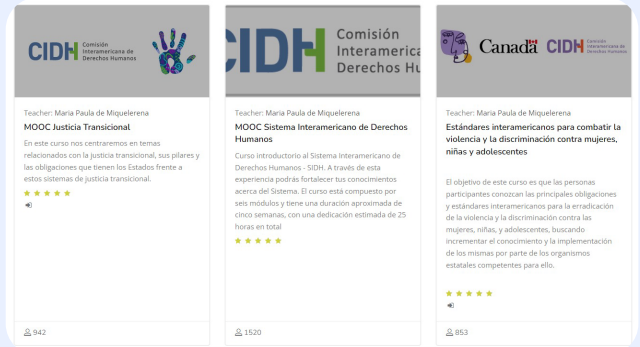 CIDH Comisión
Interamericana de
Derechos Humanos
Teacher: Maria Paula de Miquelerena
MOOC Justicia Transicional
En este curso nos centraremos en temas
relacionados con la justicia transicional, sus pilares y
las obligaciones que tienen los Estados frente a
estos sistemas de justicia transicional.
942
CIDH Comisión
Interamerica
Derechos Hu
Teacher: Maria Paula de Miquelerena
MOOC Sistema Interamericano de Derechos
Humanos
Curso introductorio al Sistema Interamericano de
Derechos Humanos - SIDH. A través de esta
experiencia podrás fortalecer tus conocimientos
acerca del Sistema. El curso está compuesto por
seis módulos y tiene una duración aproximada de
cinco semanas, con una dedicación estimada de 25
horas en total
1520
Canada CIDH Comisión
Interamericana de
Derechos Humanos
Teacher: Maria Paula de Miquelerena
Estándares interamericanos para combatir la
violencia y la discriminación contra mujeres,
niñas y adolescentes
El objetivo de este curso es que las personas
participantes conozcan las principales obligaciones
y estándares interamericanos para la erradicación
de la violencia y la discriminación contra las
mujeres, niñas, y adolescentes, buscando
incrementar el conocimiento y la implementación
de los mismas por parte de los organismos
estatales competentes para ello.
853